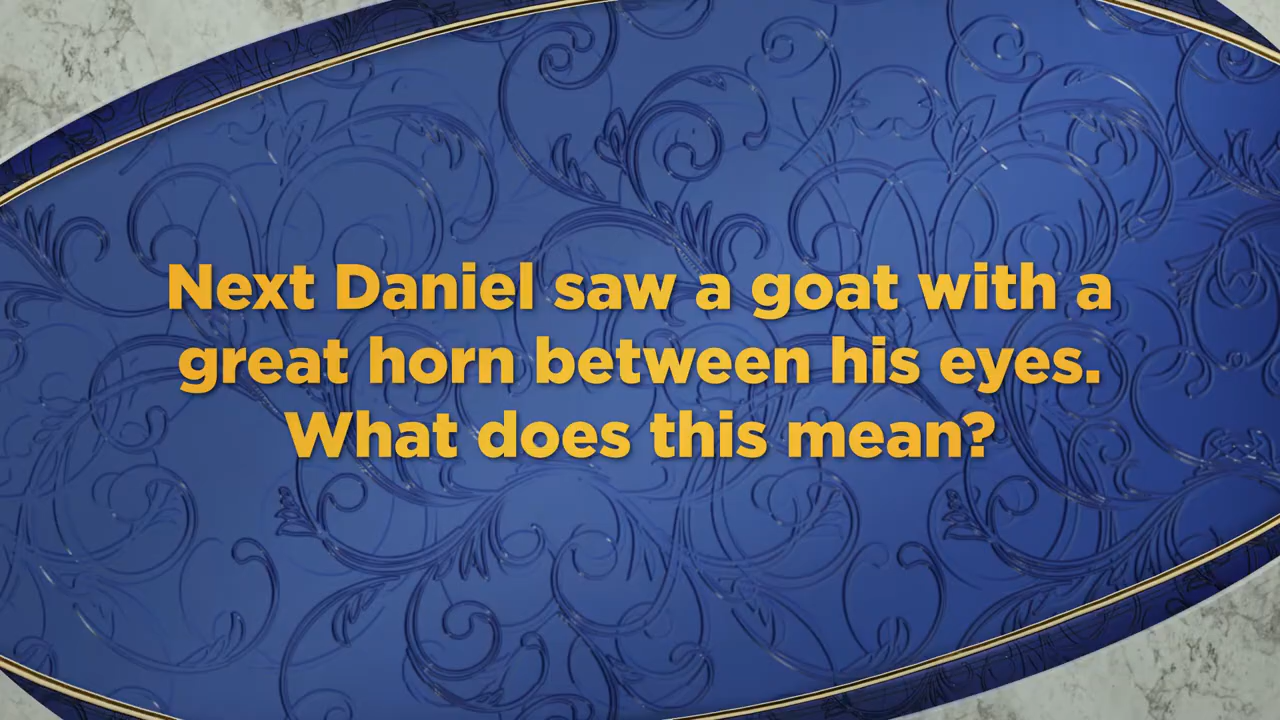 Next Daniel saw a goat with a
great horn between his eyes.
What does this mean?